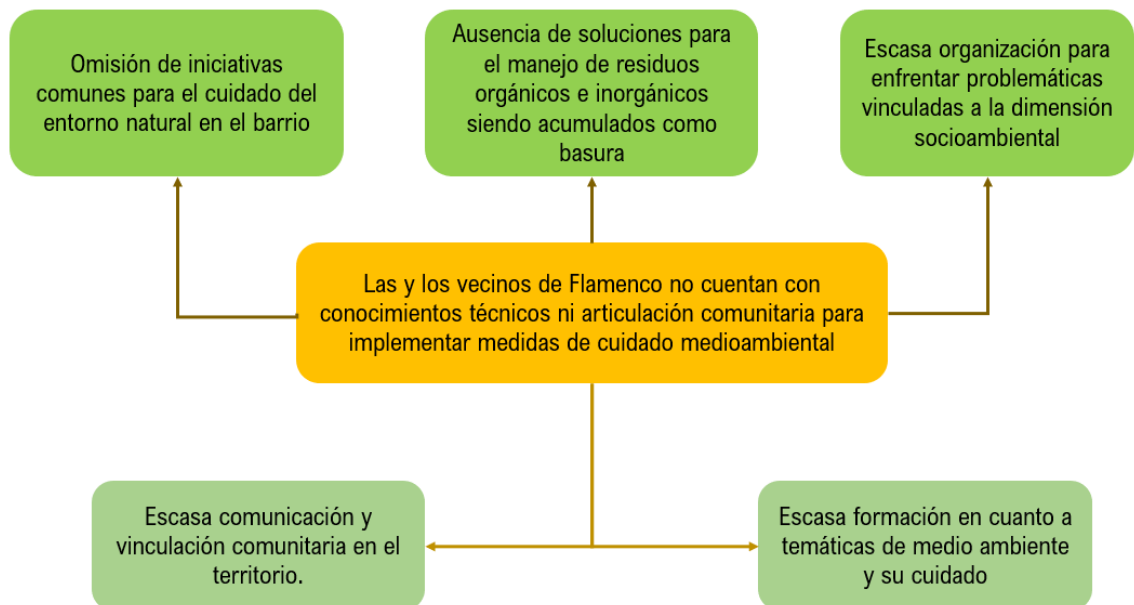 Omisión de iniciativas
comunes para el cuidado del
entorno natural en el barrio
Ausencia de soluciones para
el manejo de residuos
orgánicos e inorgánicos
siendo acumulados como
basura
Escasa organización para
enfrentar problemáticas
vinculadas a la dimensión
socioambiental
Las y los vecinos de Flamenco no cuentan con
conocimientos técnicos ni articulación comunitaria para
implementar medidas de cuidado medioambiental
Escasa comunicación y
vinculación comunitaria en el
territorio.
Escasa formación en cuanto a
temáticas de medio ambiente
y su cuidado